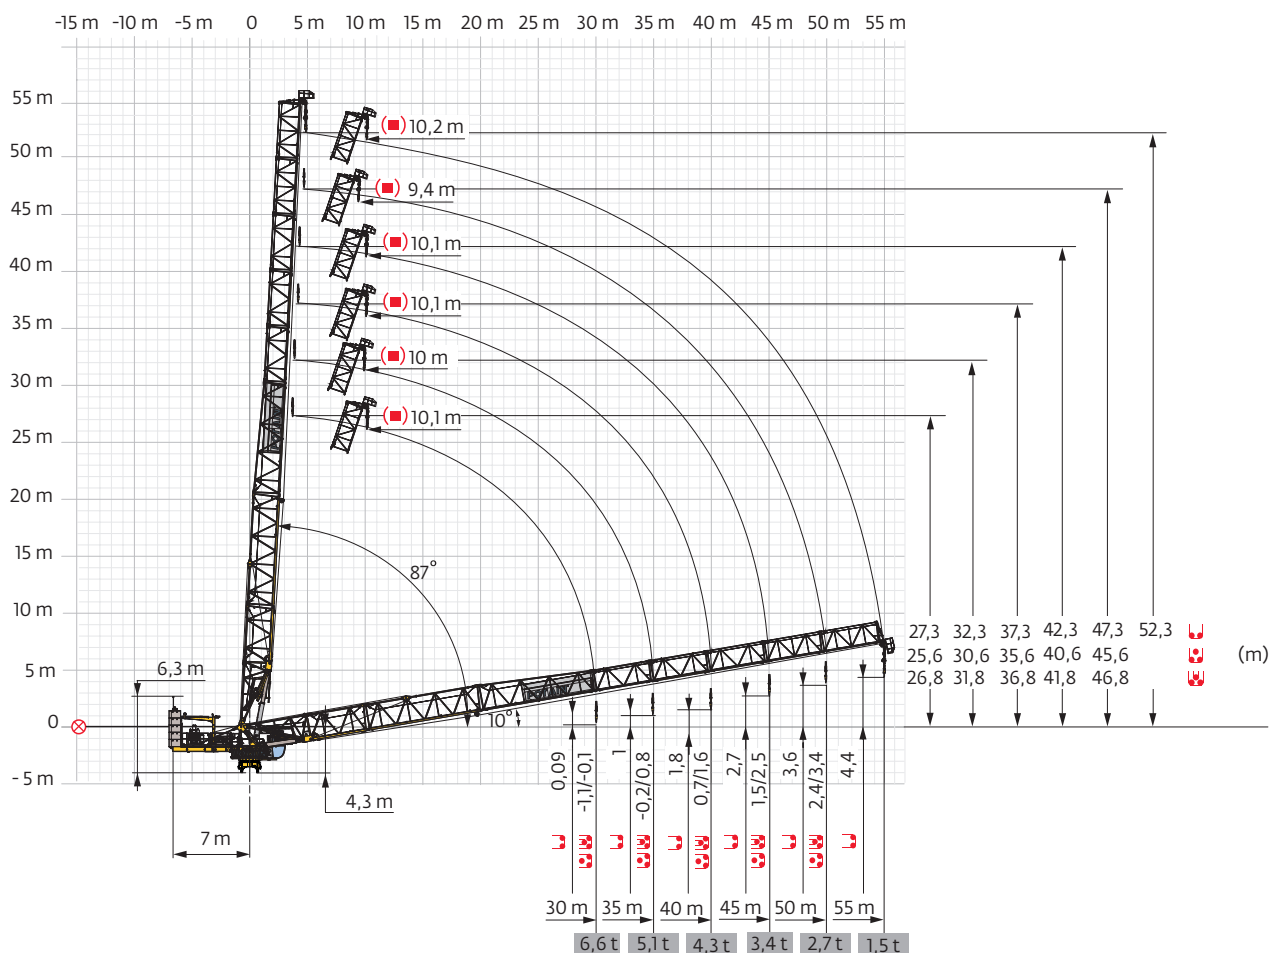 -15 m -10 m -5 m 0 5 m 10 m 15 m 20 m 25 m 30 m 35 m 40 m 45 m 50 m 55 m
55 m
(■) 10,2 m
50 m
(■) 9,4 m
45 m
(■) 10,1 m
40 m
(■) 10,1 m
35 m
(■) 10 m
30 m
(■) 10,1 m
25 m
20 m
15 m
87°
10 m
27,3 32,3 37,3 42,3 47,3 52,3
25,6 30,6 35,6 40,6 45,6 (m)
26,8 31,8 36,8 41,8 46,8
5 m
6,3 m
0
10°
- 5 m
0,09 -1,1/-0,1 1 -0,2/0,8 1,8 0,7/1,6 2,7 1,5/2,5 3,6 2,4/3,4 4,4
4,3 m
7 m
30 m 35 m 40 m 45 m 50 m 55 m
6,6 t 5,1 t 4,3 t 3,4 t 2,7 t 1,5 t